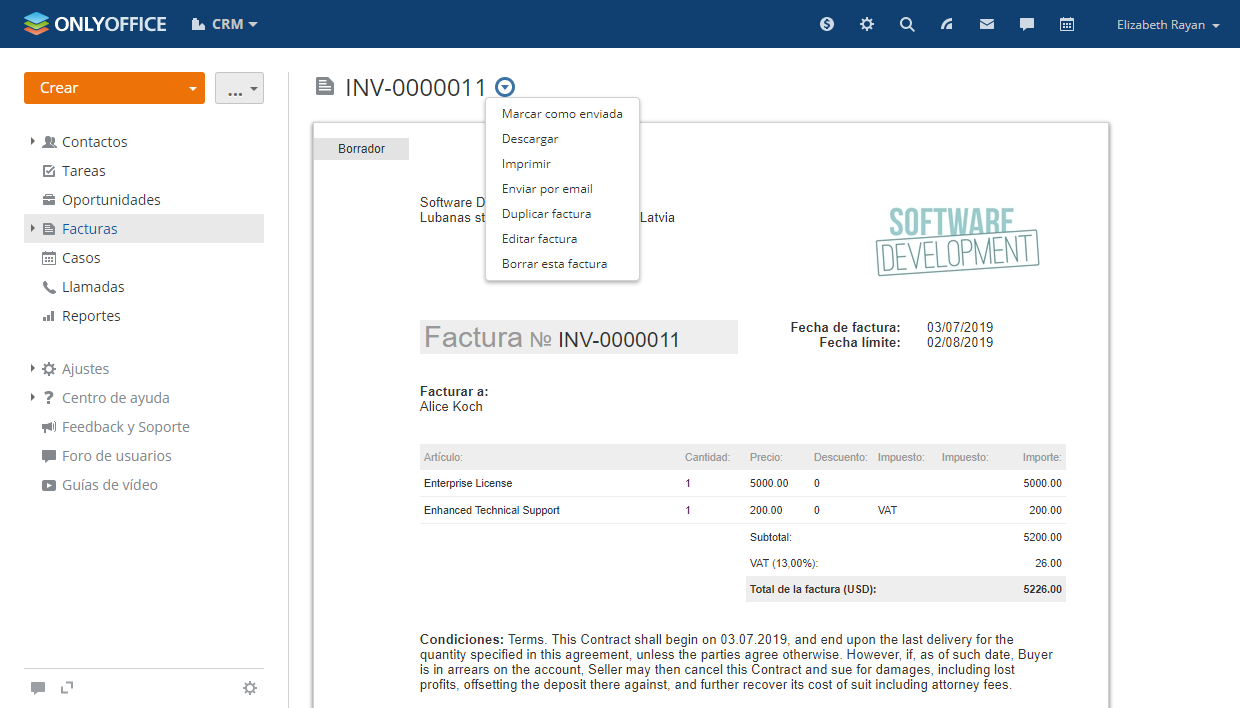 ONLYOFFICE CRM Elizabeth Rayan
Crear ...
Contactos
Tareas
Oportunidades
Facturas
Casos
Llamadas
Reportes
Ajustes
? Centro de ayuda
Feedback y Soporte
Foro de usuarios
Guías de vídeo
INV-0000011
Marcar como enviada
Descargar
Imprimir
Enviar por email
Duplicar factura
Editar factura
Borrar esta factura
Borrador
Software D
Lubanas st Latvia
SOFTWARE
DEVELOPMENT
Factura № INV-0000011
Fecha de factura: 03/07/2019
Fecha límite: 02/08/2019
Facturar a:
Alice Koch
Artículo: Cantidad: Precio: Descuento: Impuesto: Impuesto: Importe:
Enterprise License 1 5000.00 0 5000.00
Enhanced Technical Support 1 200.00 0 VAT 200.00
Subtotal: 5200.00
VAT (13,00%): 26.00
Total de la factura (USD): 5226.00
Condiciones: Terms. This Contract shall begin on 03.07.2019, and end upon the last delivery for the
quantity specified in this agreement, unless the parties agree otherwise. However, if, as of such date, Buyer
is in arrears on the account, Seller may then cancel this Contract and sue for damages, including lost
profits, offsetting the deposit there against, and further recover its cost of suit including attorney fees.